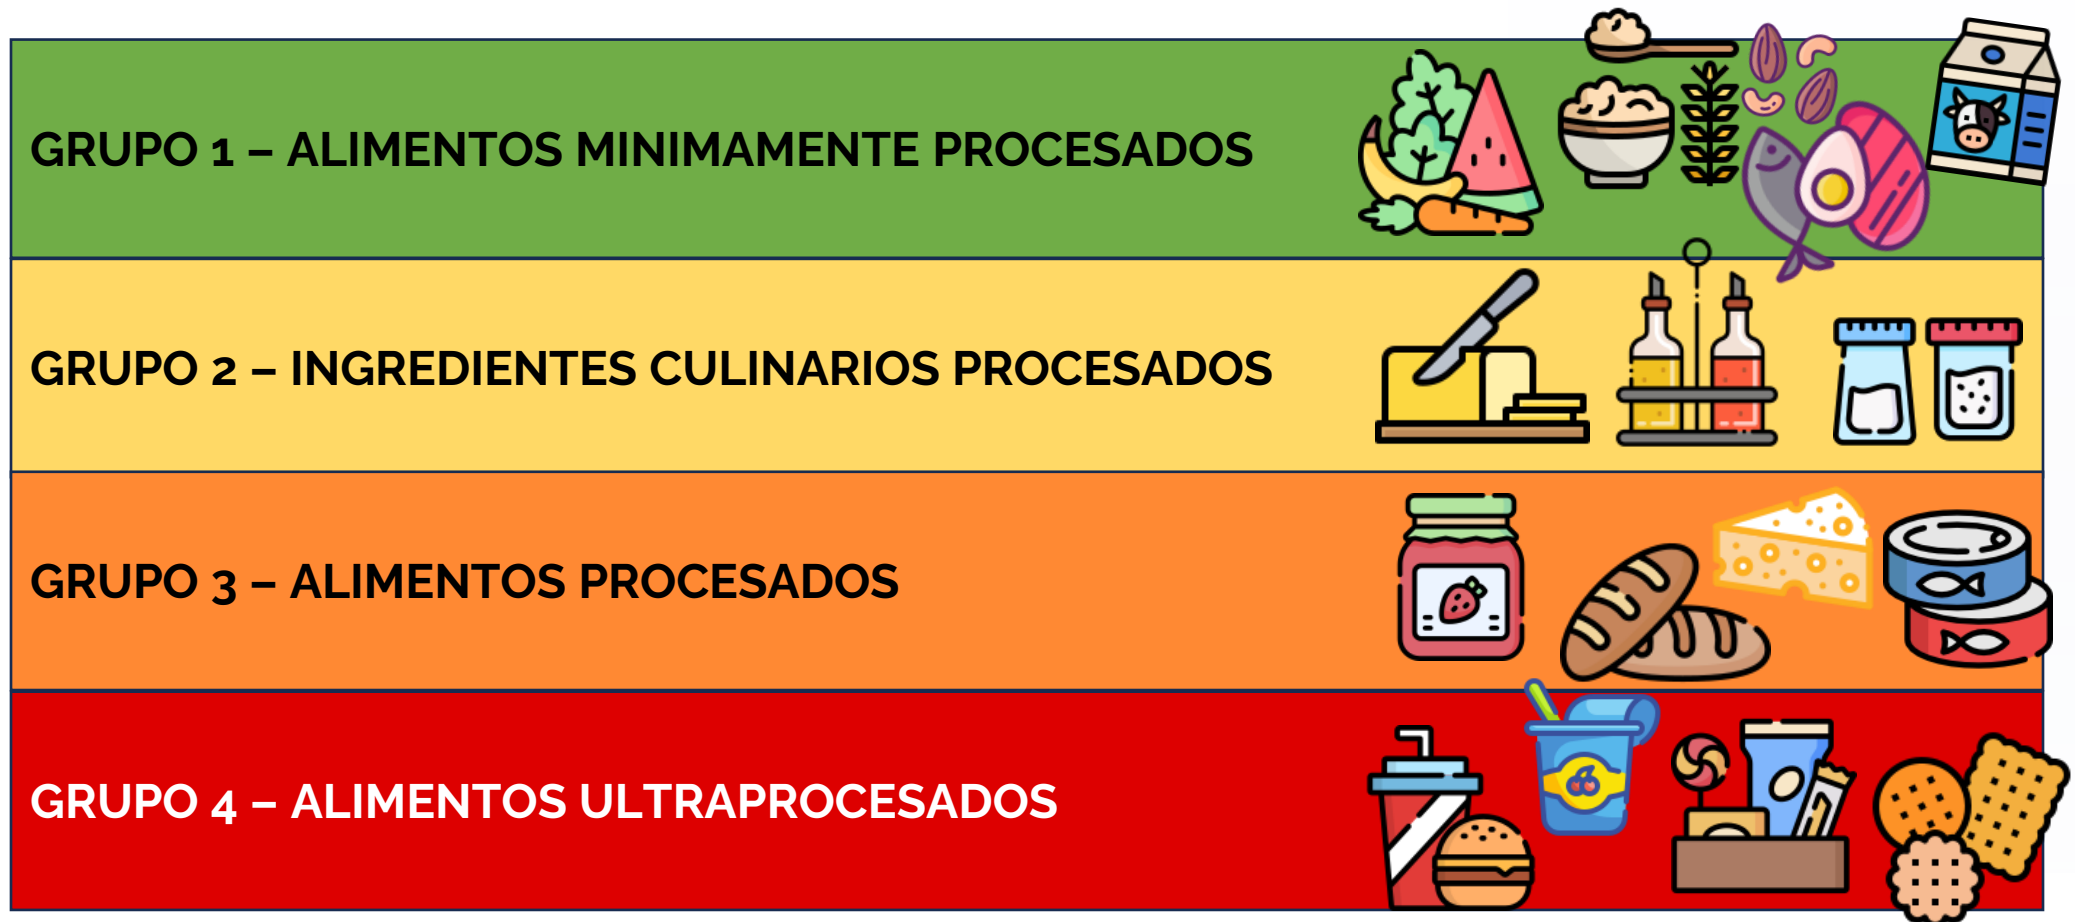 GRUPO 1 – ALIMENTOS MINIMAMENTE PROCESADOS
GRUPO 2 – INGREDIENTES CULINARIOS PROCESADOS
GRUPO 3 – ALIMENTOS PROCESADOS
GRUPO 4 – ALIMENTOS ULTRAPROCESADOS